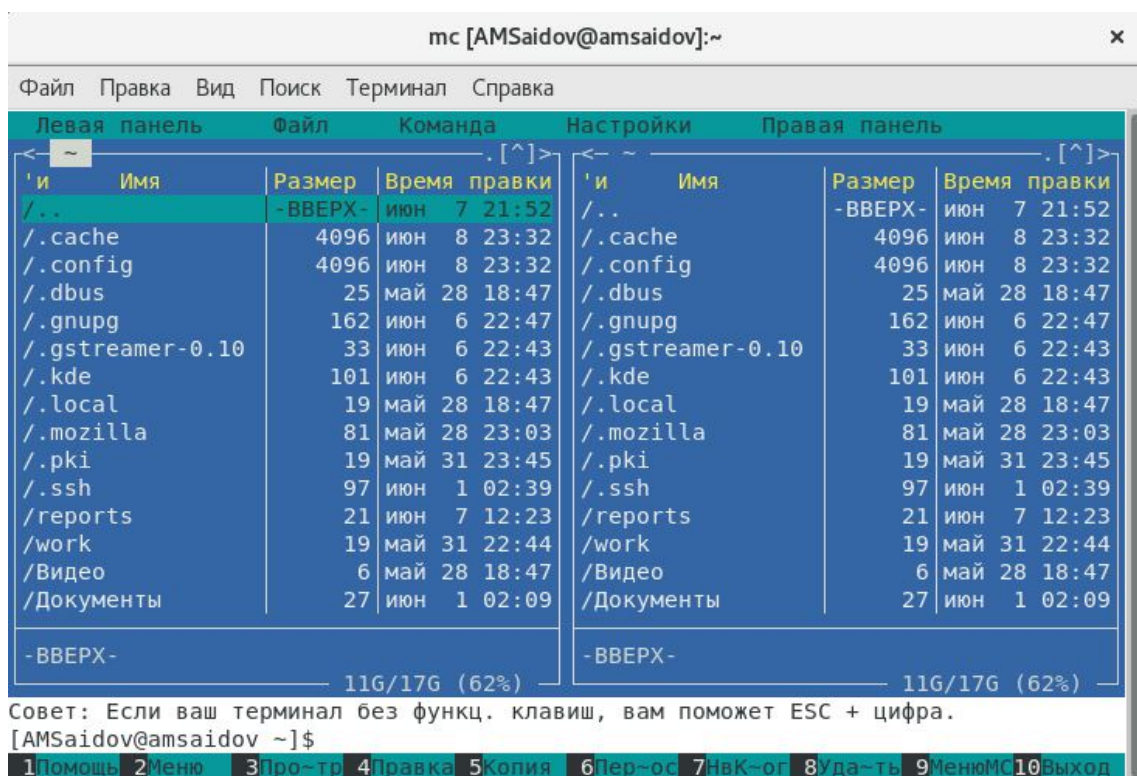 mc [AMSaidov@amsaidov]:~ ×
Файл Правка Вид Поиск Терминал Справка
Левая панель Файл Команда Настройки Правая панель
<— ~ .[^]> <— ~ .[^]>
'и Имя Размер Время правки 'и Имя Размер Время правки
/.. -ВВЕРХ- июн 7 21:52 /.. -ВВЕРХ- июн 7 21:52
/.cache 4096 июн 8 23:32 /.cache 4096 июн 8 23:32
/.config 4096 июн 8 23:32 /.config 4096 июн 8 23:32
/.dbus 25 май 28 18:47 /.dbus 25 май 28 18:47
/.gnupg 162 июн 6 22:47 /.gnupg 162 июн 6 22:47
/.gstreamer-0.10 33 июн 6 22:43 /.gstreamer-0.10 33 июн 6 22:43
/.kde 101 июн 6 22:43 /.kde 101 июн 6 22:43
/.local 19 май 28 18:47 /.local 19 май 28 18:47
/.mozilla 81 май 28 23:03 /.mozilla 81 май 28 23:03
/.pki 19 май 31 23:45 /.pki 19 май 31 23:45
/.ssh 97 июн 1 02:39 /.ssh 97 июн 1 02:39
/reports 21 июн 7 12:23 /reports 21 июн 7 12:23
/work 19 май 31 22:44 /work 19 май 31 22:44
/Видео 6 май 28 18:47 /Видео 6 май 28 18:47
/Документы 27 июн 1 02:09 /Документы 27 июн 1 02:09
-ВВЕРХ- -ВВЕРХ-
11G/17G (62%) 11G/17G (62%)
Совет: Если ваш терминал без функц. клавиш, вам поможет ESC + цифра.
[AMSaidov@amsaidov ~]$
1Помощь 2Меню 3Про~тр 4Правка 5Копия 6Пер~ос 7НвК~ог 8Уда~ть 9МенюMC 10Выход